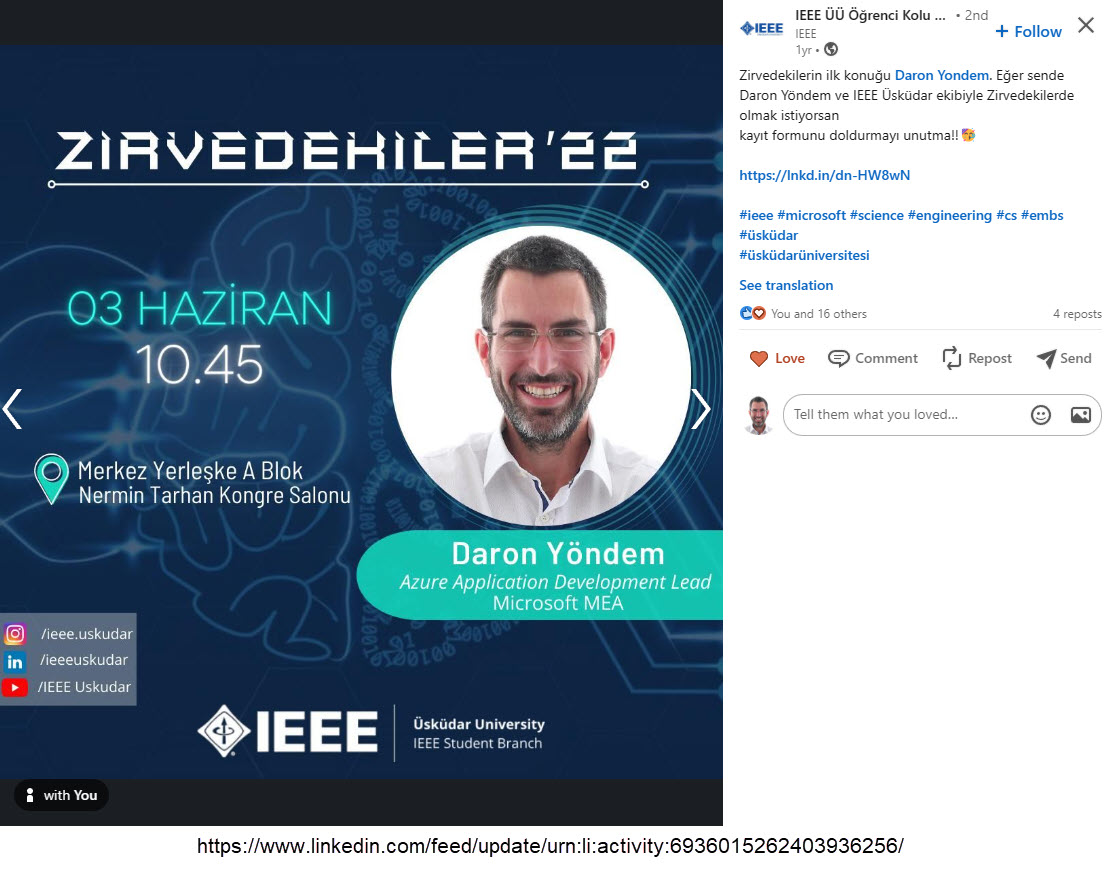 ZİRVEDEKİLER'22
03 HAZİRAN
10.45
Merkez Yerleşke A Blok
Nermin Tarhan Kongre Salonu
Daron Yöndem
Azure Application Development Lead
Microsoft MEA
/ieee.uskudar
/ieeeuskudar
/IEEE Uskudar
IEEE
Üsküdar University
IEEE Student Branch
with You
IEEE
IEEE ÜÜ Öğrenci Kolu ... • 2nd
IEEE
1yr •
+ Follow
Zirvedekilerin ilk konuğu Daron Yondem. Eğer sende
Daron Yöndem ve IEEE Üsküdar ekibiyle Zirvedekilerde
olmak istiyorsan
kayıt formunu doldurmayı unutma!!
https://lnkd.in/dn-HW8wN
#ieee #microsoft #science #engineering #cs #embs
#üsküdar
#üsküdarüniversitesi
See translation
You and 16 others
4 reposts
Love
Comment
Repost
Send
Tell them what you loved...
https://www.linkedin.com/feed/update/urn:li:activity:6936015262403936256/